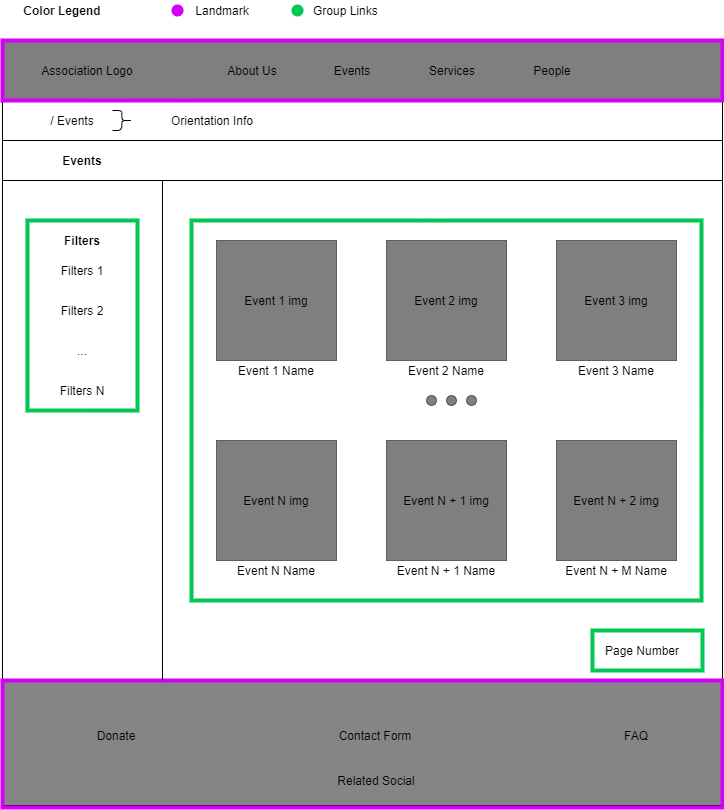 Color Legend Landmark Group Links
Association Logo About Us Events Services People
/ Events Orientation Info
Events
Filters
Filters 1
Filters 2
...
Filters N
Event 1 img Event 2 img Event 3 img
Event 1 Name Event 2 Name Event 3 Name
Event N img Event N + 1 img Event N + 2 img
Event N Name Event N + 1 Name Event N + M Name
Page Number
Donate Contact Form FAQ
Related Social